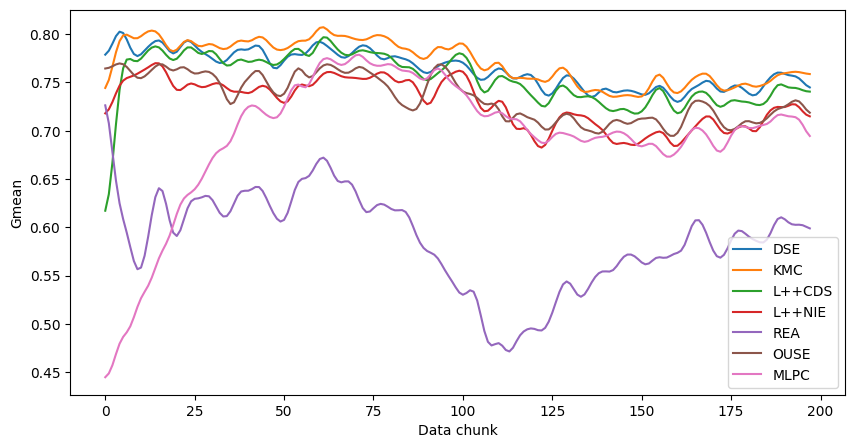 0.80
0.75
0.70
0.65
0.60
0.55
0.50
0.45
Gmean
0 25 50 75 100 125 150 175 200
Data chunk
DSE
KMC
L++CDS
L++NIE
REA
OUSE
MLPC